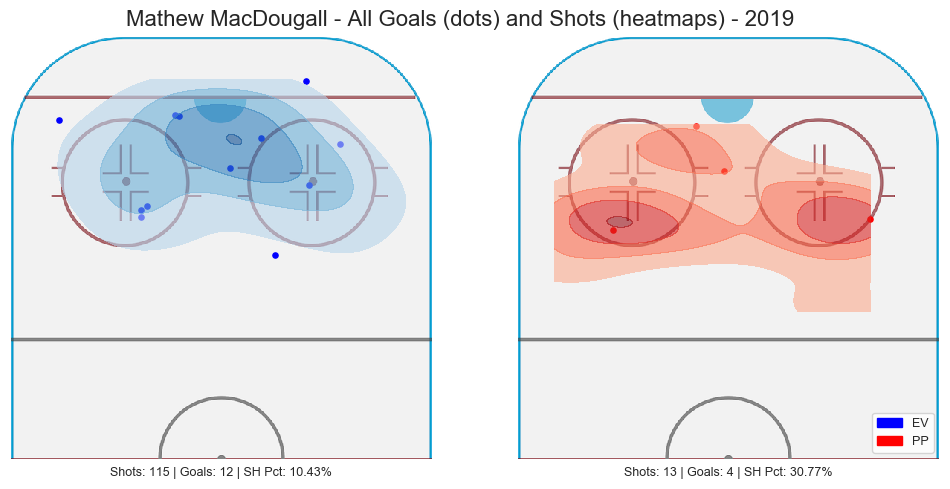 Mathew MacDougall - All Goals (dots) and Shots (heatmaps) - 2019
EV
PP
Shots: 115 | Goals: 12 | SH Pct: 10.43%
Shots: 13 | Goals: 4 | SH Pct: 30.77%